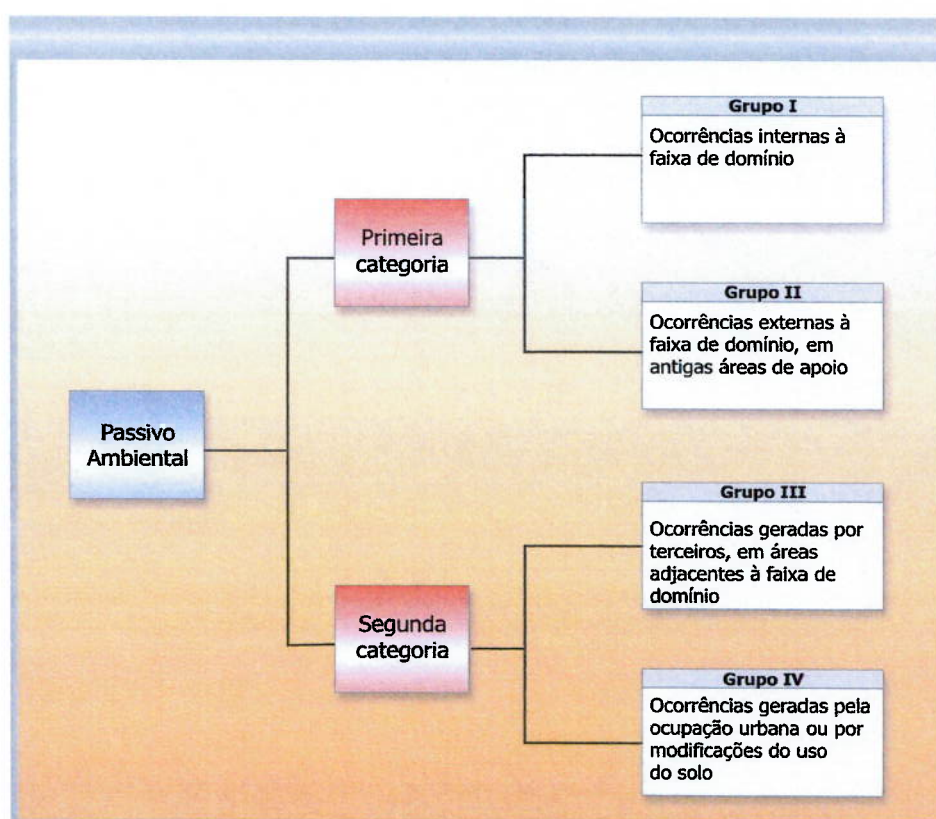 Passivo
Ambiental
Primeira
categoria
Grupo I
Ocorrências internas à
faixa de domínio
Grupo II
Ocorrências externas à
faixa de domínio, em
antigas áreas de apoio
Segunda
categoria
Grupo III
Ocorrências geradas por
terceiros, em áreas
adjacentes à faixa de
domínio
Grupo IV
Ocorrências geradas pela
ocupação urbana ou por
modificações do uso
do solo